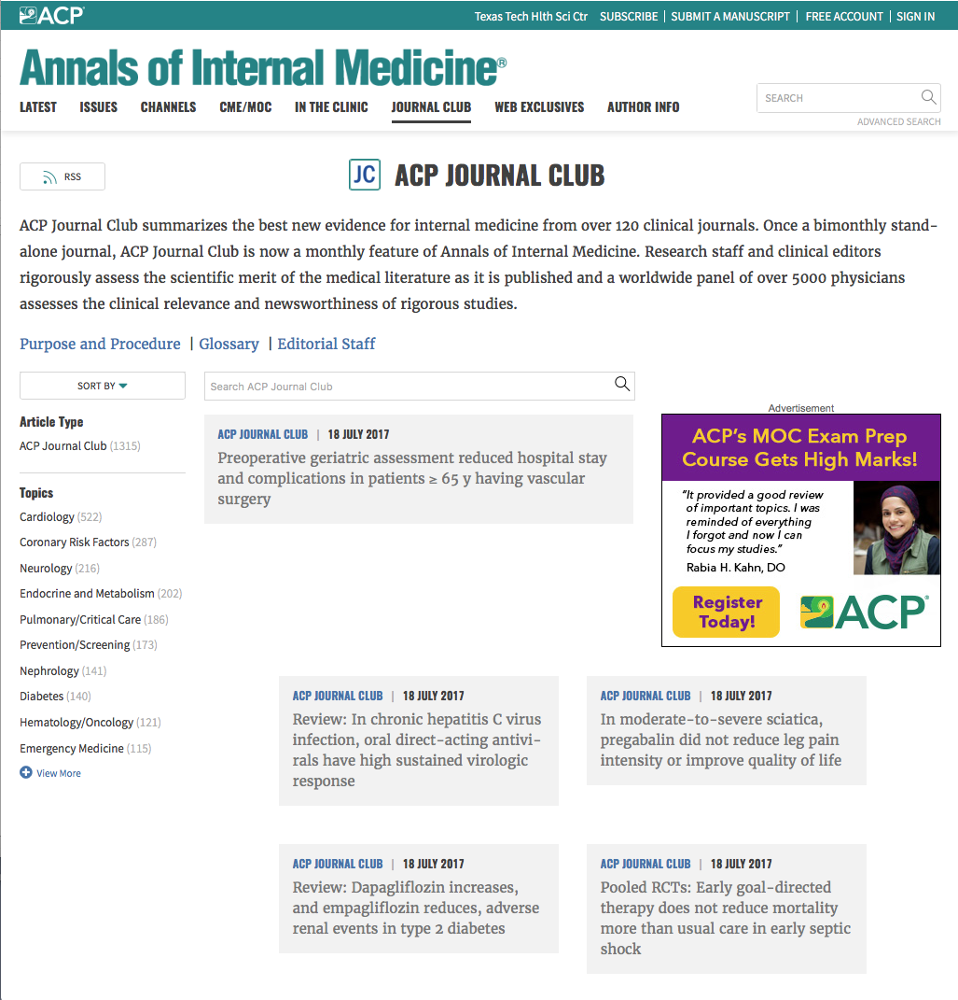 ACP®
Texas Tech Hlth Sci Ctr SUBSCRIBE | SUBMIT A MANUSCRIPT | FREE ACCOUNT | SIGN IN
Annals of Internal Medicine®
LATEST ISSUES CHANNELS CME/MOC IN THE CLINIC JOURNAL CLUB WEB EXCLUSIVES AUTHOR INFO
SEARCH
ADVANCED SEARCH
RSS
JC ACP JOURNAL CLUB
ACP Journal Club summarizes the best new evidence for internal medicine from over 120 clinical journals. Once a bimonthly stand-
alone journal, ACP Journal Club is now a monthly feature of Annals of Internal Medicine. Research staff and clinical editors
rigorously assess the scientific merit of the medical literature as it is published and a worldwide panel of over 5000 physicians
assesses the clinical relevance and newsworthiness of rigorous studies.
Purpose and Procedure | Glossary | Editorial Staff
SORT BY
Article Type
ACP Journal Club (1315)
Topics
Cardiology (522)
Coronary Risk Factors (287)
Neurology (216)
Endocrine and Metabolism (202)
Pulmonary/Critical Care (186)
Prevention/Screening (173)
Nephrology (141)
Diabetes (140)
Hematology/Oncology (121)
Emergency Medicine (115)
View More
Search ACP Journal Club
ACP JOURNAL CLUB | 18 JULY 2017
Preoperative geriatric assessment reduced hospital stay
and complications in patients ≥ 65 y having vascular
surgery
Advertisement
ACP's MOC Exam Prep
Course Gets High Marks!
"It provided a good review
of important topics. I was
reminded of everything
I forgot and now I can
focus my studies."
Rabia H. Kahn, DO
Register
Today!
ACP®
ACP JOURNAL CLUB | 18 JULY 2017
Review: In chronic hepatitis C virus
infection, oral direct-acting antivi-
rals have high sustained virologic
response
ACP JOURNAL CLUB | 18 JULY 2017
In moderate-to-severe sciatica,
pregabalin did not reduce leg pain
intensity or improve quality of life
ACP JOURNAL CLUB | 18 JULY 2017
Review: Dapagliflozin increases,
and empagliflozin reduces, adverse
renal events in type 2 diabetes
ACP JOURNAL CLUB | 18 JULY 2017
Pooled RCTs: Early goal-directed
therapy does not reduce mortality
more than usual care in early septic
shock